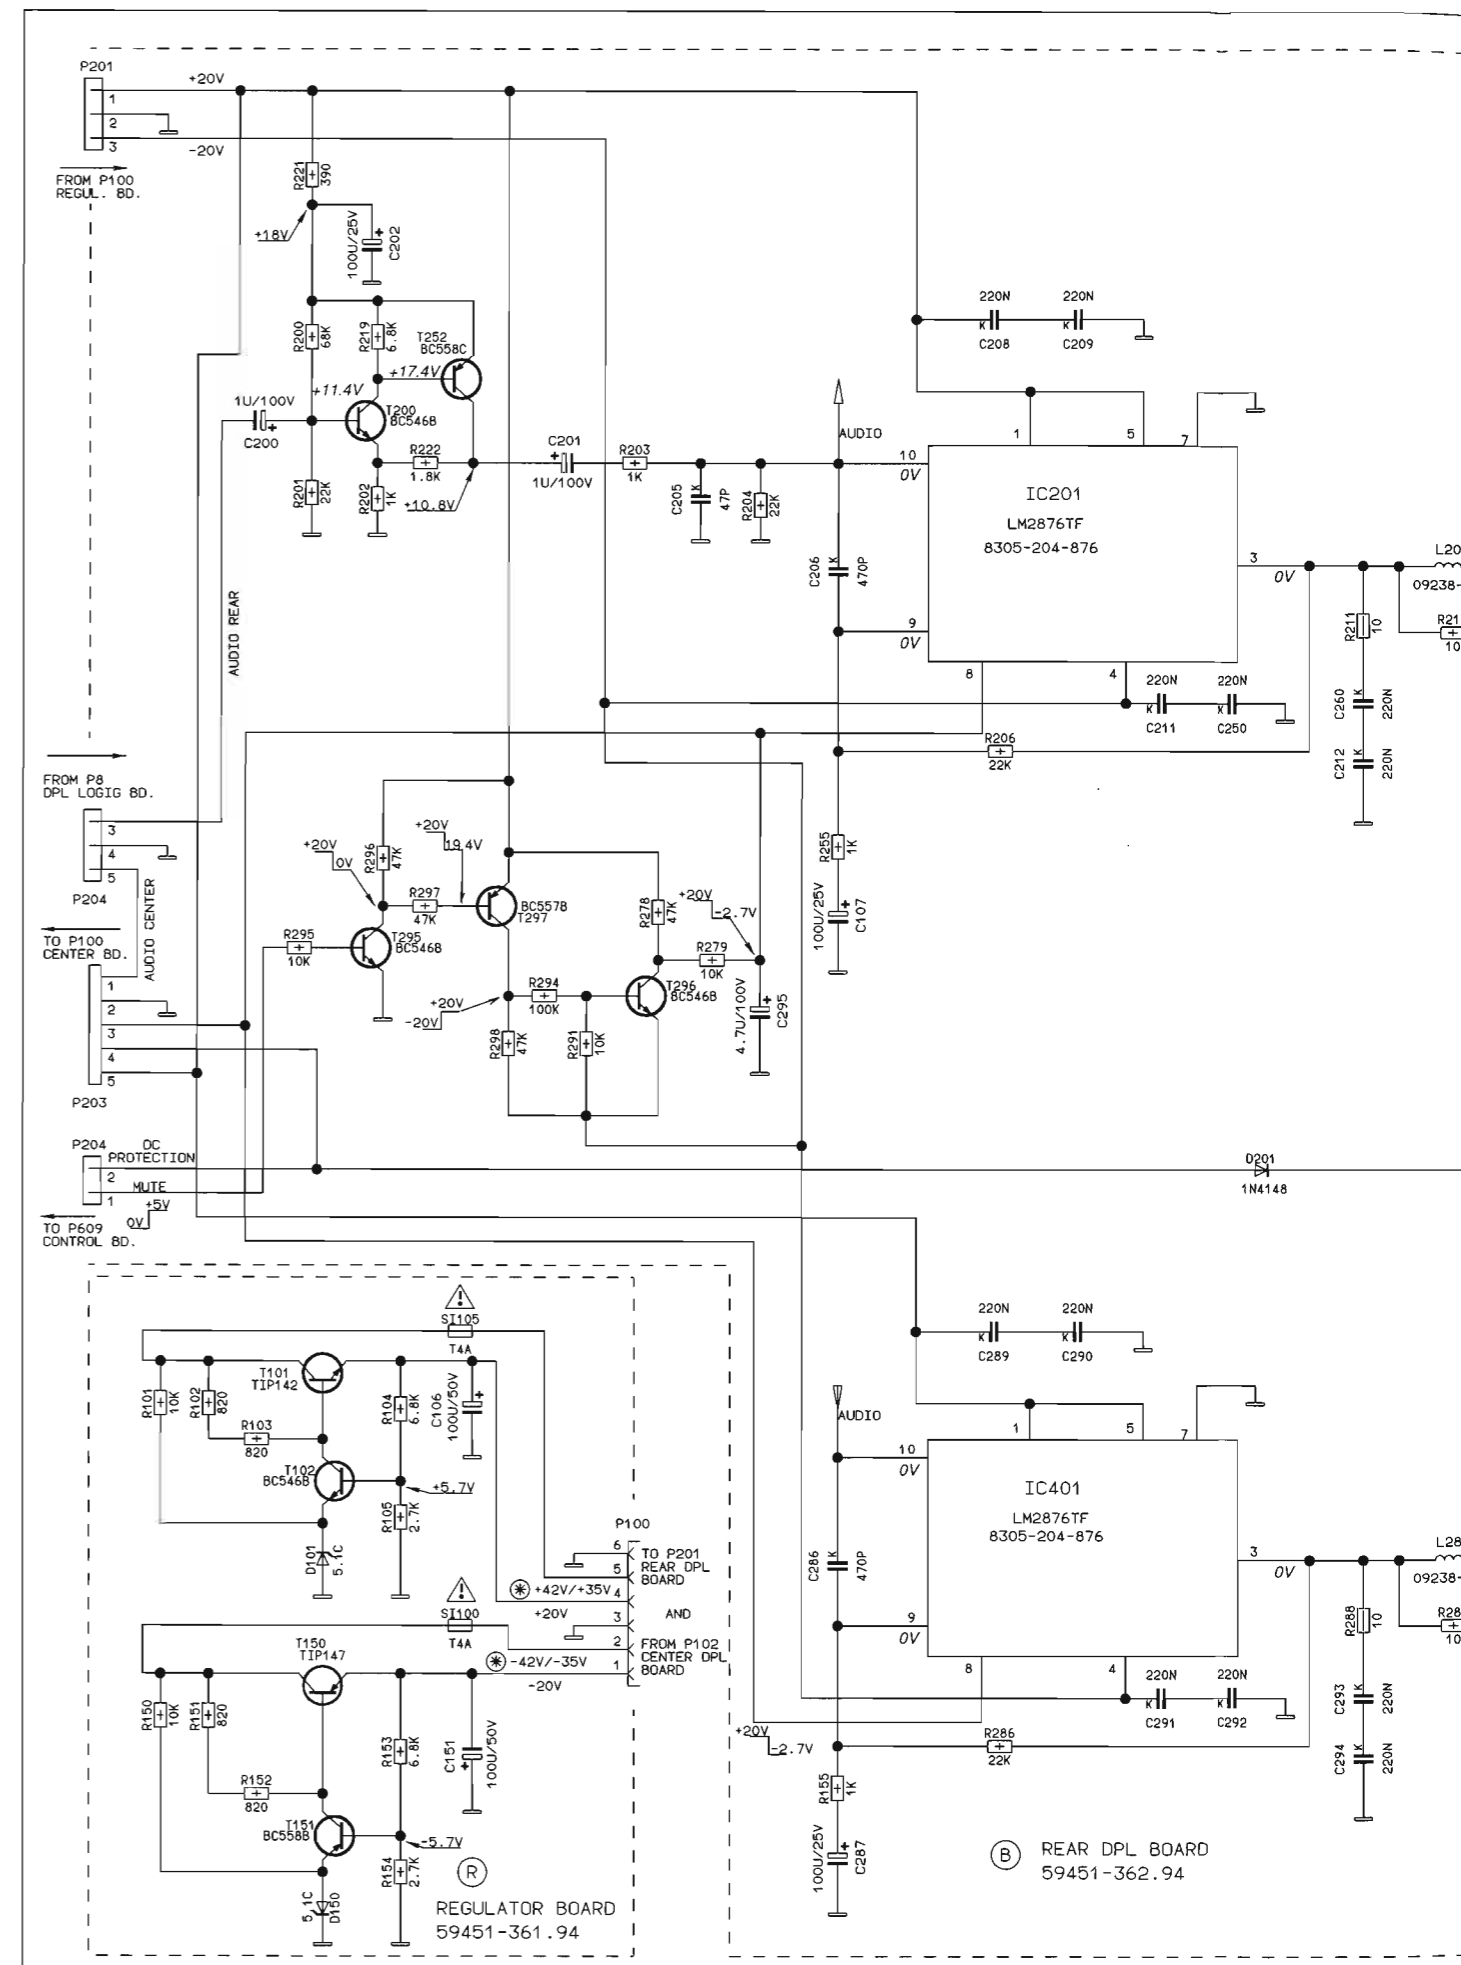 P201
+20V
1
2
3
-20V
FROM P100
REGUL. BD.
R221
390
+18V
100U/25V
C202
R200
68K
R219
6.8K
T252
BC558C
+17.4V
+11.4V
1U/100V
C200
T200
BC546B
R201
22K
R222
1.8K
R202
1K
+10.8V
C201
1U/100V
R203
1K
C205
47P
R204
22K
AUDIO
220N
220N
C208
C209
1
5
7
10
0V
IC201
LM2876TF
8305-204-876
3
0V
C206
470P
9
0V
8
4
220N
220N
C211
C250
R206
22K
L20
09238-
R211
10
R21
10
C260
220N
C212
220N
AUDIO REAR
FROM P8
DPL LOGIG BD.
3
4
5
P204
AUDIO CENTER
TO P100
CENTER BD.
1
2
3
4
5
P203
+20V
0V
R296
47K
+20V
19.4V
R297
47K
BC557B
T297
R295
10K
T295
BC546B
R278
47K
+20V
-2.7V
R279
10K
+20V
-20V
R294
100K
T296
BC546B
R298
47K
R291
10K
4.7U/100V
C295
R255
1K
100U/25V
C107
P204
DC
PROTECTION
2
MUTE
1
+5V
0V
TO P609
CONTROL BD.
D201
1N4148
SI105
T4A
T101
TIP142
R101
10K
R102
820
R103
820
R104
6.8K
C106
100U/50V
T102
BC546B
+5.7V
R105
2.7K
D101
5.1C
P100
6
5
4
3
2
1
TO P201
REAR DPL
BOARD
AND
FROM P102
CENTER DPL
BOARD
+42V/+35V
+20V
SI100
T4A
-42V/-35V
-20V
T150
TIP147
R150
10K
R151
820
R153
6.8K
C151
100U/50V
R152
820
T151
BC558B
-5.7V
R154
2.7K
5.1C
D150
R
REGULATOR BOARD
59451-361.94
220N
220N
C289
C290
AUDIO
1
5
7
10
0V
IC401
LM2876TF
8305-204-876
3
0V
C286
470P
9
0V
8
4
220N
220N
C291
C292
+20V
-2.7V
R286
22K
R155
1K
100U/25V
C287
L28
09238-
R288
10
R28
10
C293
220N
C294
220N
B
REAR DPL BOARD
59451-362.94